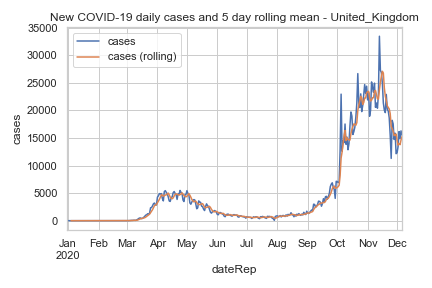 New COVID-19 daily cases and 5 day rolling mean - United_Kingdom
cases
cases (rolling)
35000
30000
25000
20000
15000
10000
5000
0
cases
Jan Feb Mar Apr May Jun Jul Aug Sep Oct Nov Dec
2020
dateRep